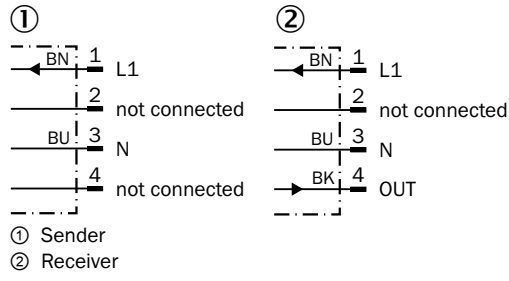 ①
BN 1 L1
2 not connected
BU 3 N
4 not connected
②
BN 1 L1
2 not connected
BU 3 N
BK 4 OUT
① Sender
② Receiver